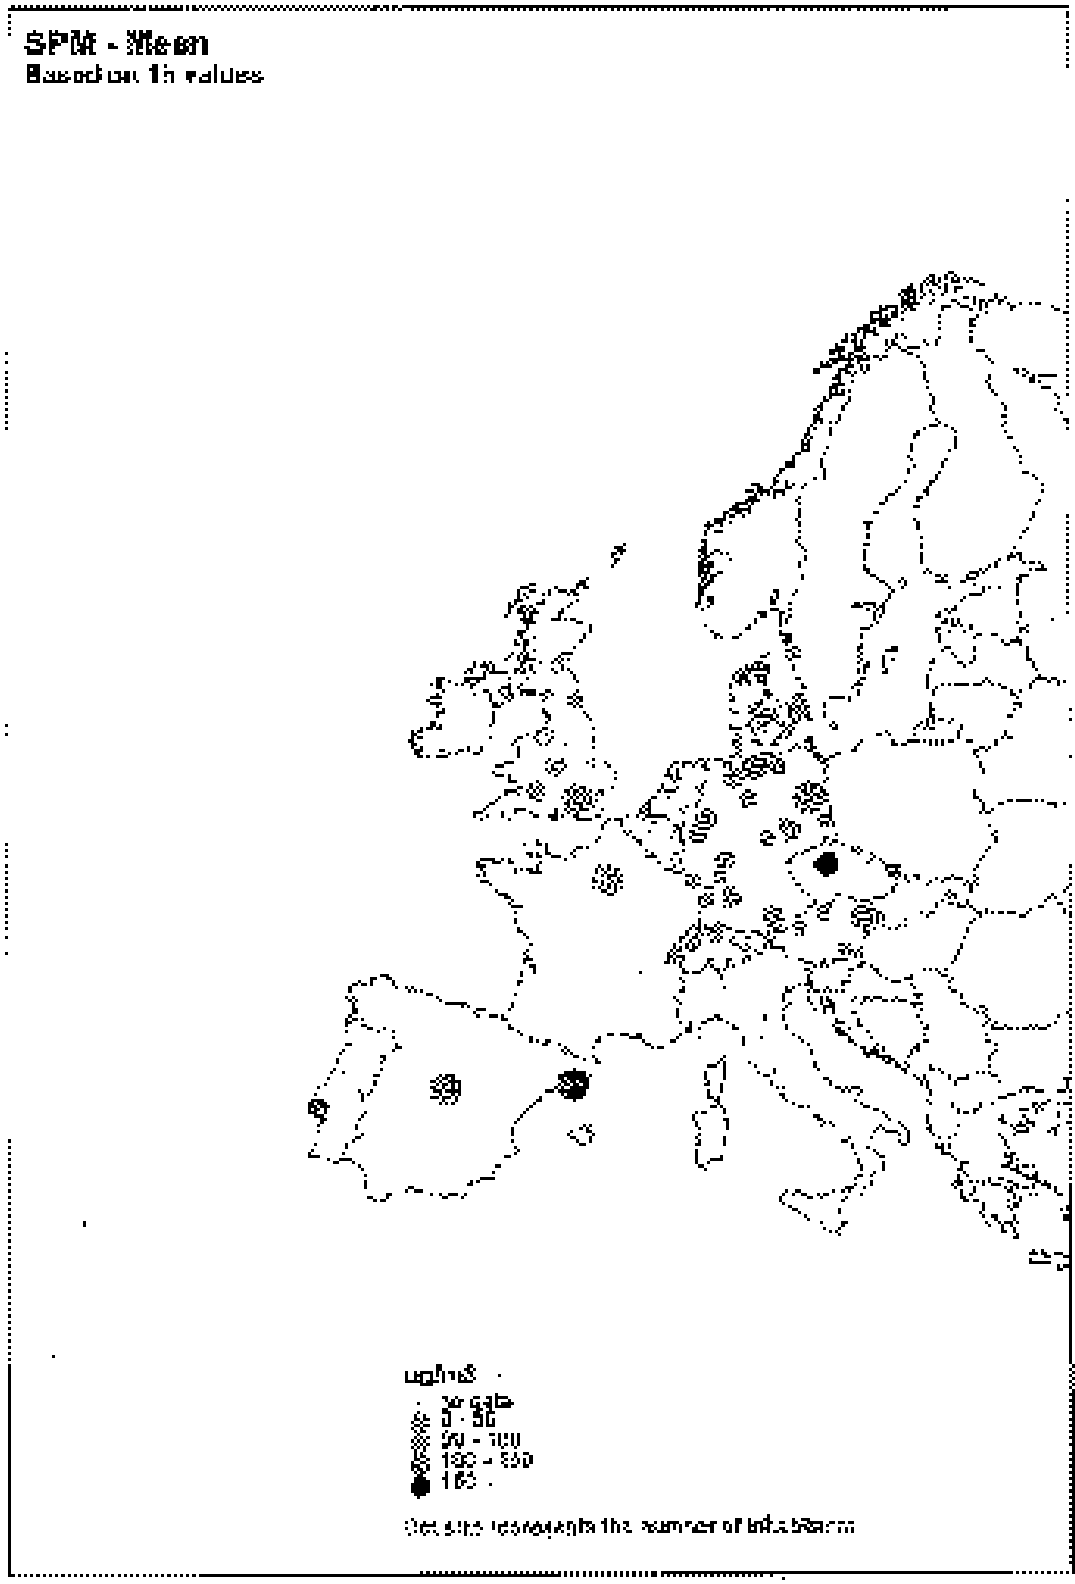 SPM - Mean
Based on 1h values
ug/m3
no data
0 - 50
50 - 100
100 - 150
150 -
Dot size represents the number of inhabitants